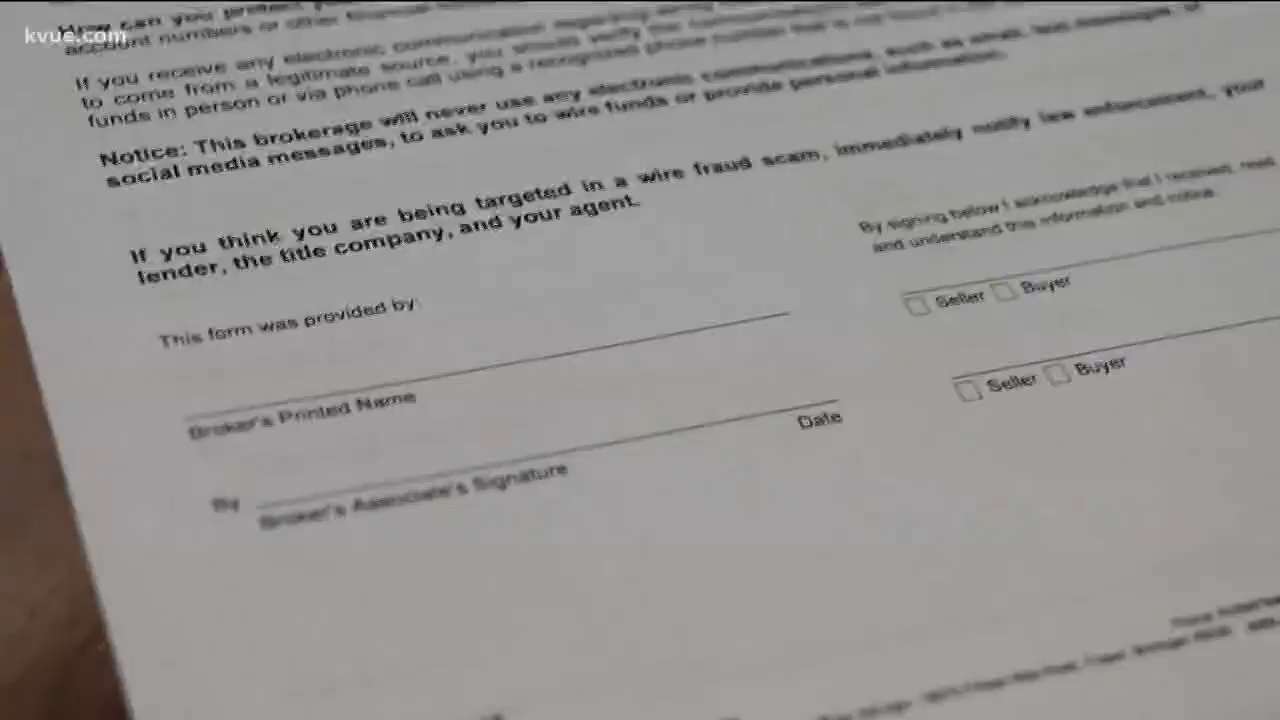 kvue.com
How can you protect
account numbers or other financial
If you receive any electronic communication regarding
to come from a legitimate source, you should verify the
funds in person or via phone call using a recognized phone number that is not
Notice: This brokerage will never use any electronic communications, such as email, text messages, or
social media messages, to ask you to wire funds or provide personal information.
If you think you are being targeted in a wire fraud scam, immediately notify law enforcement, your
lender, the title company, and your agent.
This form was provided by:
Broker's Printed Name
By
Broker's Associate's Signature
Date
By signing below I acknowledge that I received, read
and understand this information and notice.
Seller Buyer
Seller Buyer